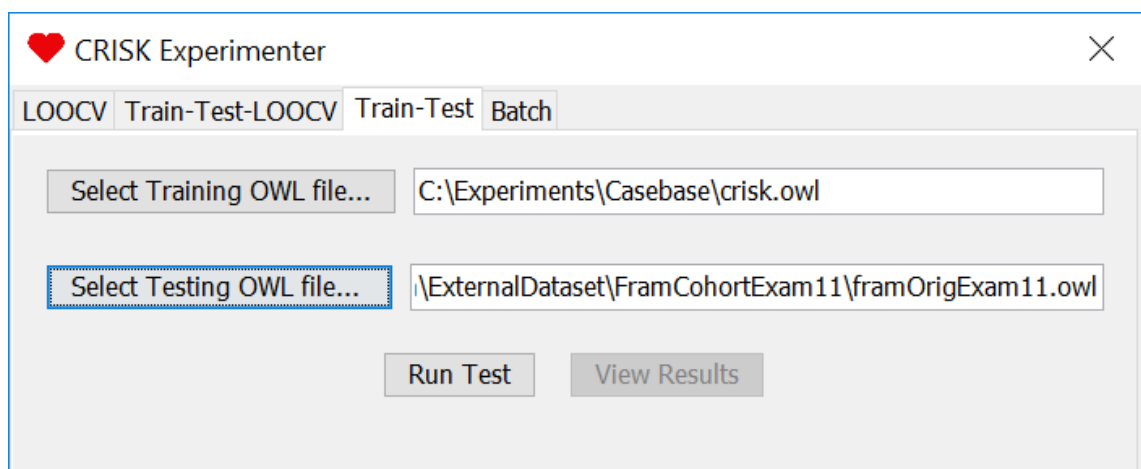 CRISK Experimenter
LOOCV Train-Test-LOOCV Train-Test Batch
Select Training OWL file... C:\Experiments\Casebase\crisk.owl
Select Testing OWL file... \ExternalDataset\FramCohortExam11\framOrigExam11.owl
Run Test View Results